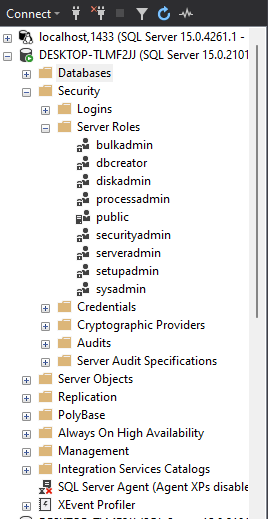 Connect
localhost,1433 (SQL Server 15.0.4261.1 -
DESKTOP-TLMF2JJ (SQL Server 15.0.2101
Databases
Security
Logins
Server Roles
bulkadmin
dbcreator
diskadmin
processadmin
public
securityadmin
serveradmin
setupadmin
sysadmin
Credentials
Cryptographic Providers
Audits
Server Audit Specifications
Server Objects
Replication
PolyBase
Always On High Availability
Management
Integration Services Catalogs
SQL Server Agent (Agent XPs disable
XEvent Profiler